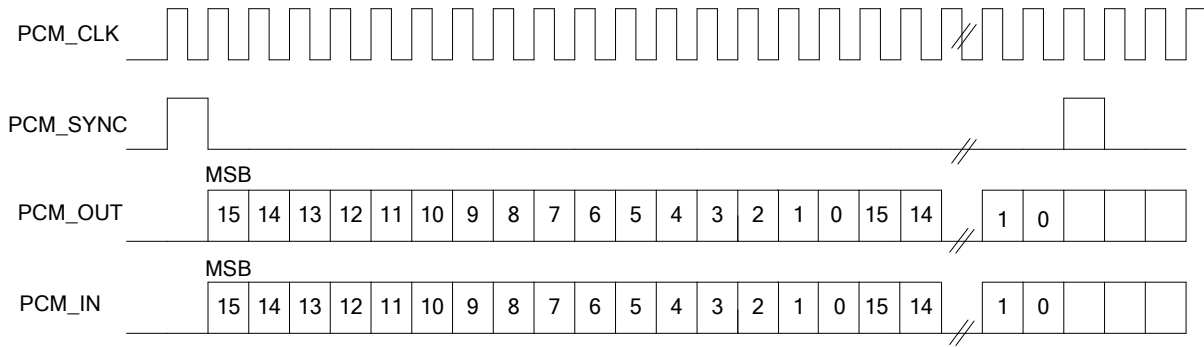 PCM_CLK
PCM_SYNC
MSB
PCM_OUT 15 14 13 12 11 10 9 8 7 6 5 4 3 2 1 0 15 14 1 0
MSB
PCM_IN 15 14 13 12 11 10 9 8 7 6 5 4 3 2 1 0 15 14 1 0